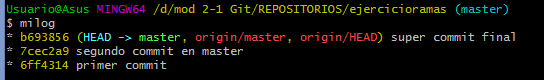 Usuario@Asus MINGW64 /d/mod 2-1 Git/REPOSITORIOS/ejercicioramas (master)
$ milog
* b693856 (HEAD -> master, origin/master, origin/HEAD) super commit final
* 7cec2a9 segundo commit en master
* 6ff4314 primer commit